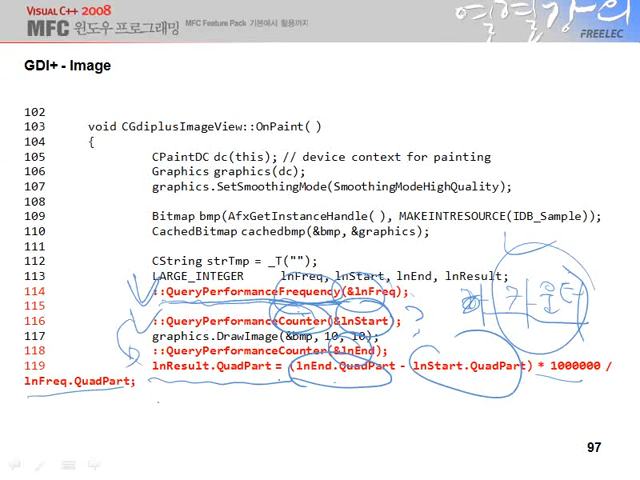 VISUAL C++ 2008
MFC 윈도우 프로그래밍 MFC Feature Pack 기본에서 활용까지
열혈강의
FREELEC
GDI+ - Image
102
103 void CGdiplusImageView::OnPaint( )
104 {
105 CPaintDC dc(this); // device context for painting
106 Graphics graphics(dc);
107 graphics.SetSmoothingMode(SmoothingModeHighQuality);
108
109 Bitmap bmp(AfxGetInstanceHandle( ), MAKEINTRESOURCE(IDB_Sample));
110 CachedBitmap cachedbmp(&bmp, &graphics);
111
112 CString strTmp = _T("");
113 LARGE_INTEGER lnFreq, lnStart, lnEnd, lnResult;
114 ::QueryPerformanceFrequency(&lnFreq);
115
116 ::QueryPerformanceCounter(&lnStart);
117 graphics.DrawImage(&bmp, 10, 10);
118 ::QueryPerformanceCounter(&lnEnd);
119 lnResult.QuadPart = (lnEnd.QuadPart - lnStart.QuadPart) * 1000000 /
lnFreq.QuadPart;
97